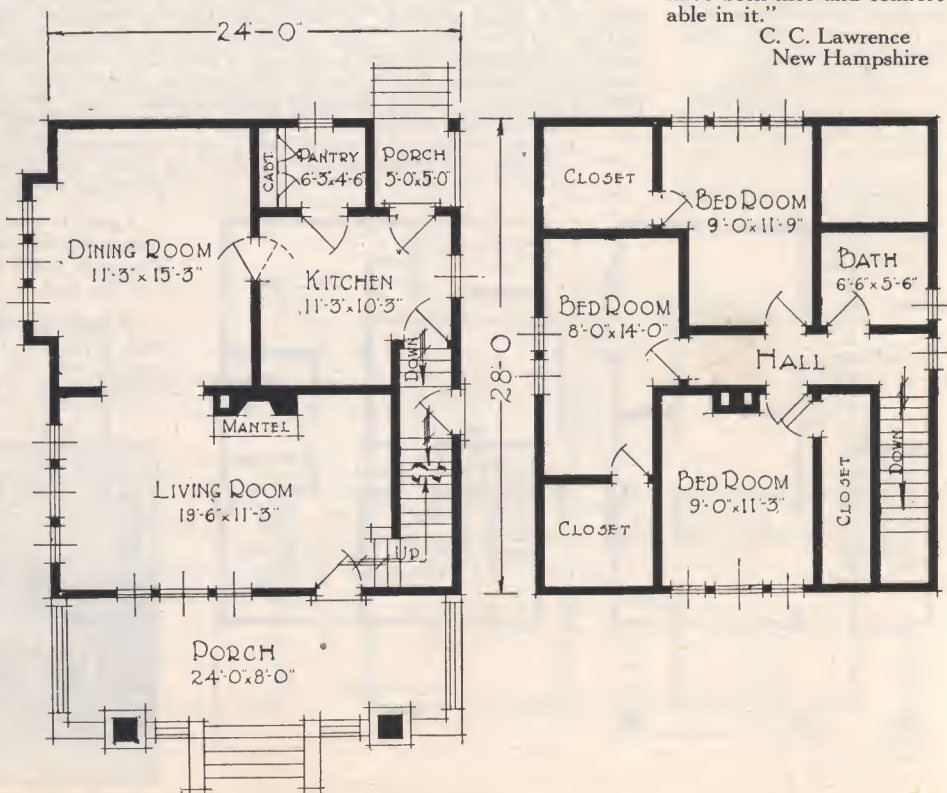 able in it.”
C. C. Lawrence
New Hampshire
24'-0"
CABT.
PANTRY
6'-3"x4'-6"
PORCH
5'-0"x5'-0"
DINING ROOM
11'-3" x 15'-3"
KITCHEN
11'-3"x10'-3"
DOWN
MANTEL
LIVING ROOM
19'-6"x11'-3"
UP
PORCH
24'-0"x8'-0"
28'-0
CLOSET
BED ROOM
9'-0"x11'-9"
BATH
6'-6"x5'-6"
BED ROOM
8'-0"x14'-0"
HALL
BED ROOM
9'-0"x11'-3"
CLOSET
CLOSET
DOWN